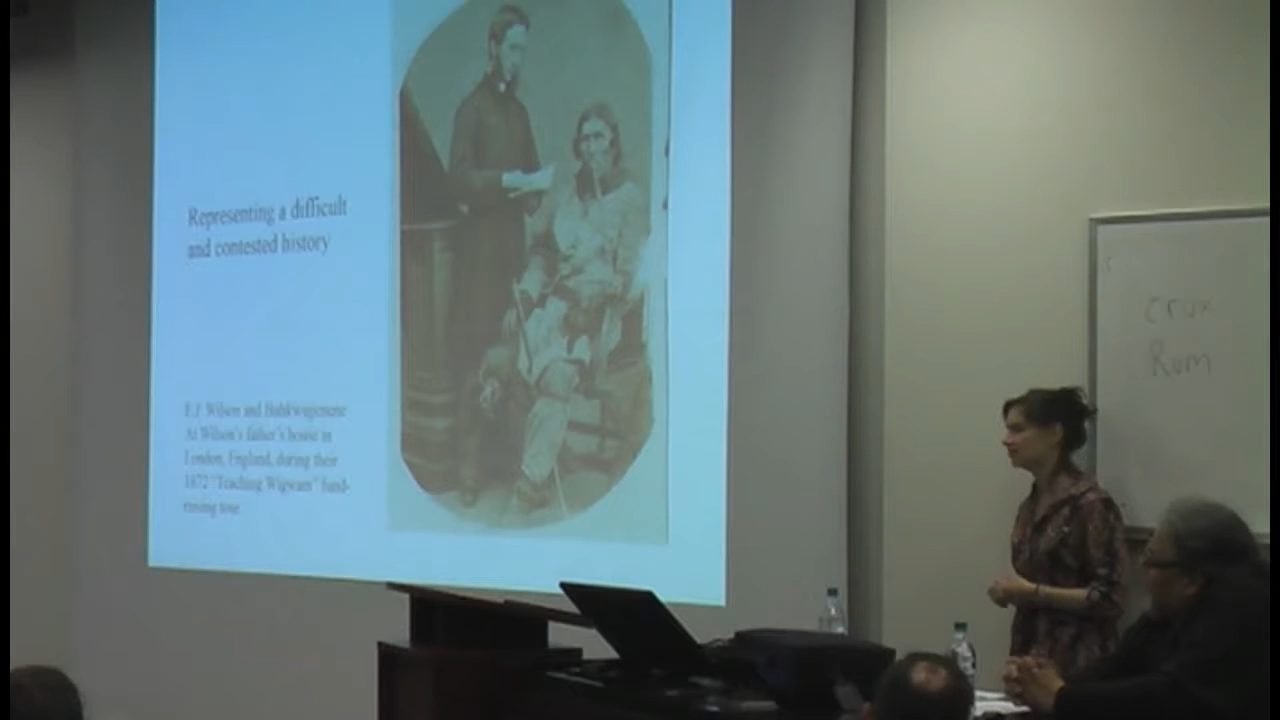 Representing a difficult
and contested history
E.F Wilson and
At Wilson's father's house in
London, England, during their
1872 "Teaching Wigwam" fund-
raising tour.
crux
Rum